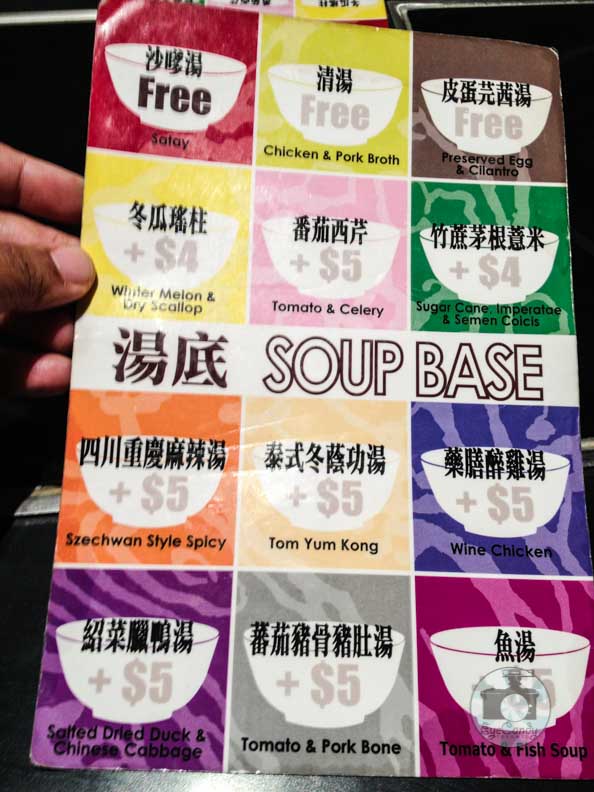 沙嗲湯
Free
Satay
清湯
Free
Chicken & Pork Broth
皮蛋芫茜湯
Free
Preserved Egg
& Cilantro
冬瓜瑤柱
+ $4
Winter Melon &
Dry Scallop
番茄西芹
+ $5
Tomato & Celery
竹蔗茅根薏米
+ $4
Sugar Cane, Imperatae
& Semen Colcis
湯底 SOUP BASE
四川重慶麻辣湯
+ $5
Szechwan Style Spicy
泰式冬蔭功湯
+ $5
Tom Yum Kong
藥膳醉雞湯
+ $5
Wine Chicken
紹菜臘鴨湯
+ $5
Salted Dried Duck &
Chinese Cabbage
蕃茄豬骨豬肚湯
+ $5
Tomato & Pork Bone
魚湯
5
Tomato & Fish Soup
EyeCandy